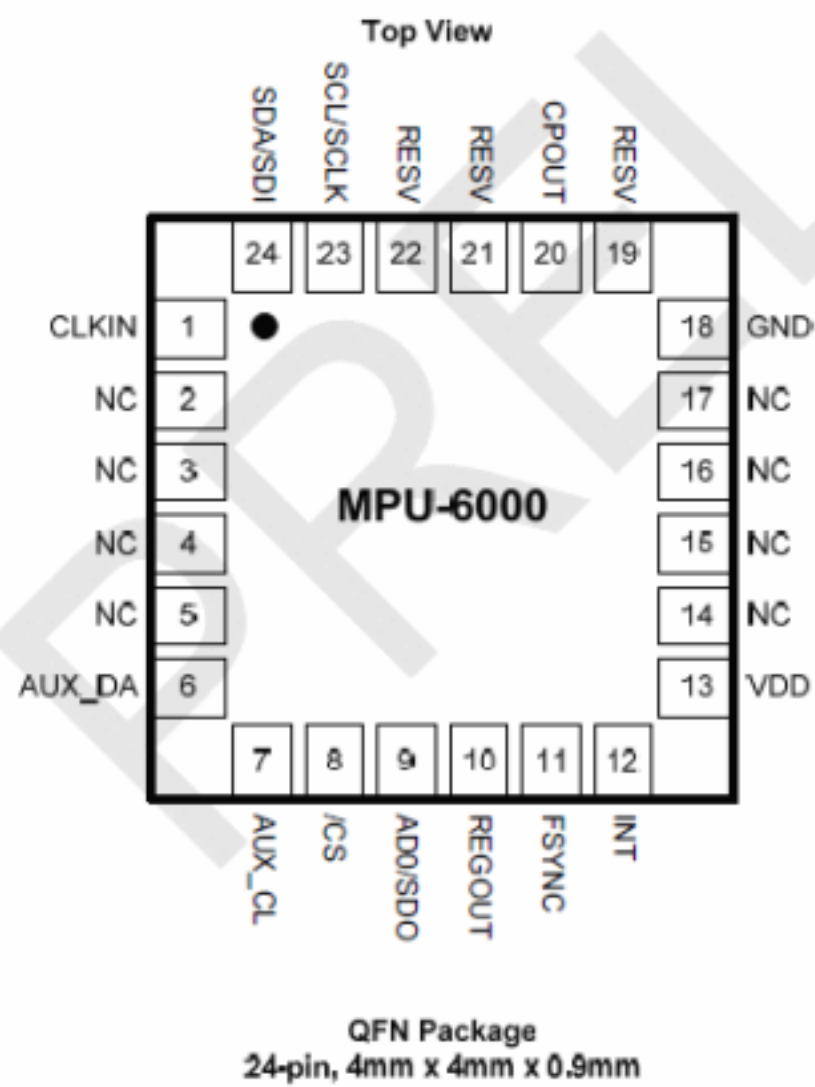 Top View
SDA/SDI
SCL/SCLK
RESV
RESV
CPOUT
RESV
24 23 22 21 20 19
CLKIN 1 18 GND
NC 2 17 NC
NC 3 16 NC
MPU-6000
NC 4 15 NC
NC 5 14 NC
AUX_DA 6 13 VDD
7 8 9 10 11 12
AUX_CL
/CS
AD0/SDO
REGOUT
FSYNC
INT
QFN Package
24-pin, 4mm x 4mm x 0.9mm